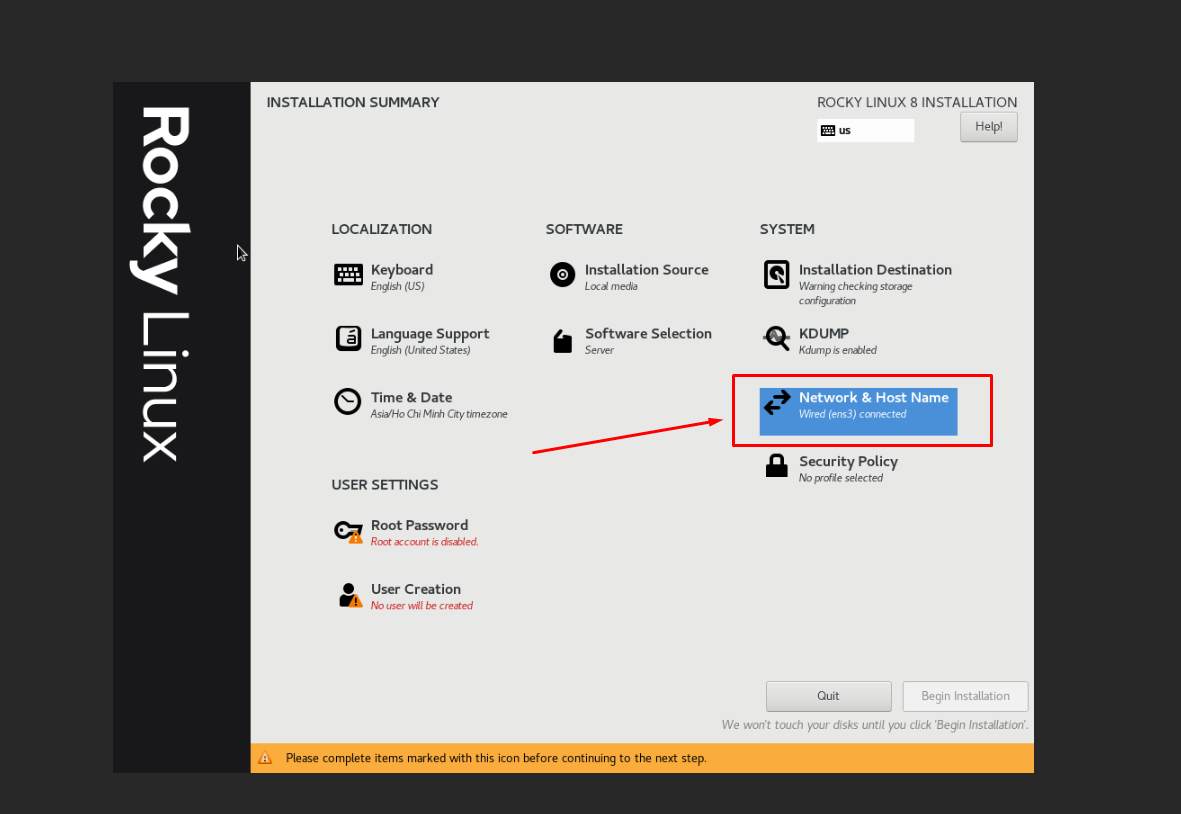 Rocky Linux
INSTALLATION SUMMARY
ROCKY LINUX 8 INSTALLATION
us
Help!
LOCALIZATION
Keyboard
English (US)
Language Support
English (United States)
Time & Date
Asia/Ho Chi Minh City timezone
SOFTWARE
Installation Source
Local media
Software Selection
Server
SYSTEM
Installation Destination
Warning checking storage
configuration
KDUMP
Kdump is enabled
Network & Host Name
Wired (ens3) connected
Security Policy
No profile selected
USER SETTINGS
Root Password
Root account is disabled.
User Creation
No user will be created
Quit
Begin Installation
We won't touch your disks until you click 'Begin Installation'.
Please complete items marked with this icon before continuing to the next step.